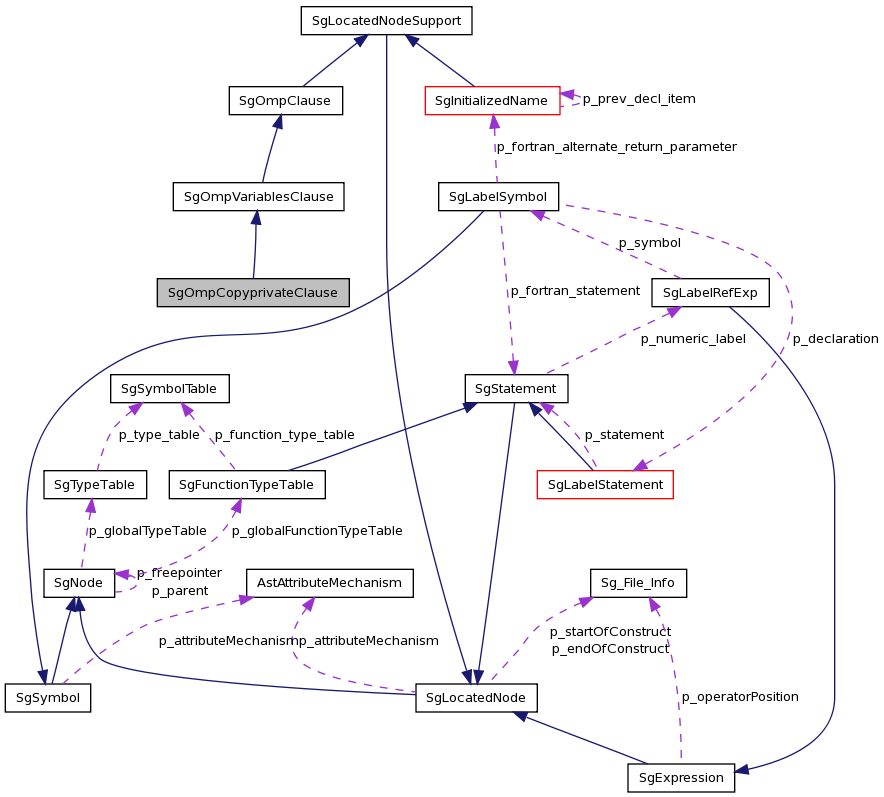 SgLocatedNodeSupport
SgOmpClause
SgInitializedName
p_prev_decl_item
p_fortran_alternate_return_parameter
SgOmpVariablesClause
SgLabelSymbol
p_symbol
SgOmpCopyprivateClause
p_fortran_statement
SgLabelRefExp
p_numeric_label
p_declaration
SgSymbolTable
SgStatement
p_type_table
p_function_type_table
p_statement
SgTypeTable
SgFunctionTypeTable
SgLabelStatement
p_globalTypeTable
p_globalFunctionTypeTable
SgNode
p_freepointer
p_parent
AstAttributeMechanism
Sg_File_Info
p_attributeMechanism
p_attributeMechanism
p_startOfConstruct
p_endOfConstruct
SgSymbol
SgLocatedNode
p_operatorPosition
SgExpression